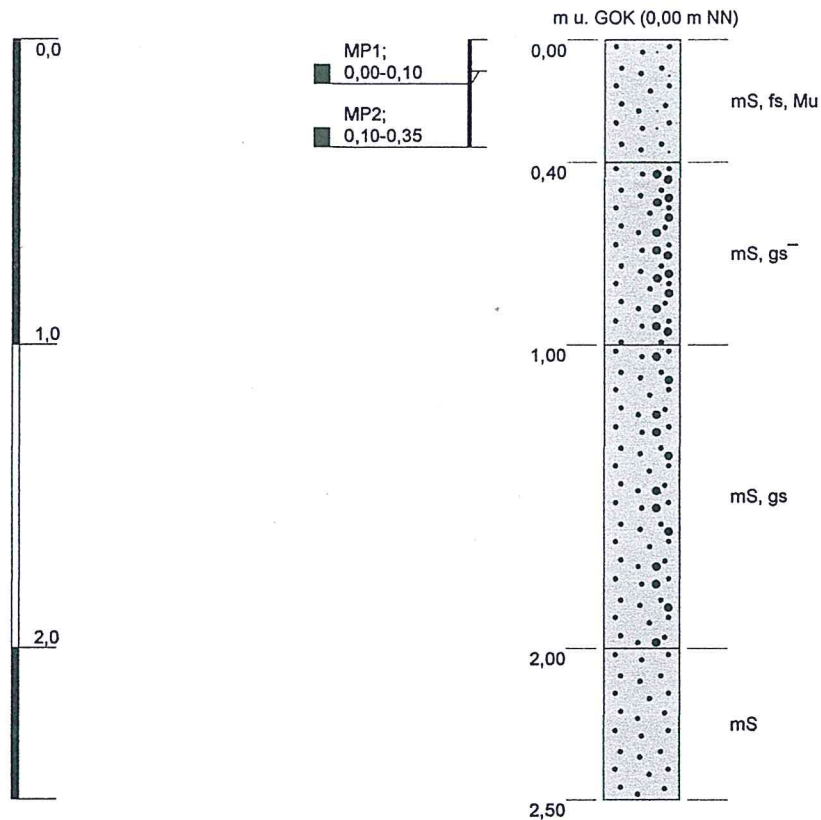 m u. GOK (0,00 m NN)
0,0
MP1;
0,00-0,10
0,00
mS, fs, Mu
MP2;
0,10-0,35
0,40
mS, gs¯
1,0
1,00
mS, gs
2,0
2,00
mS
2,50